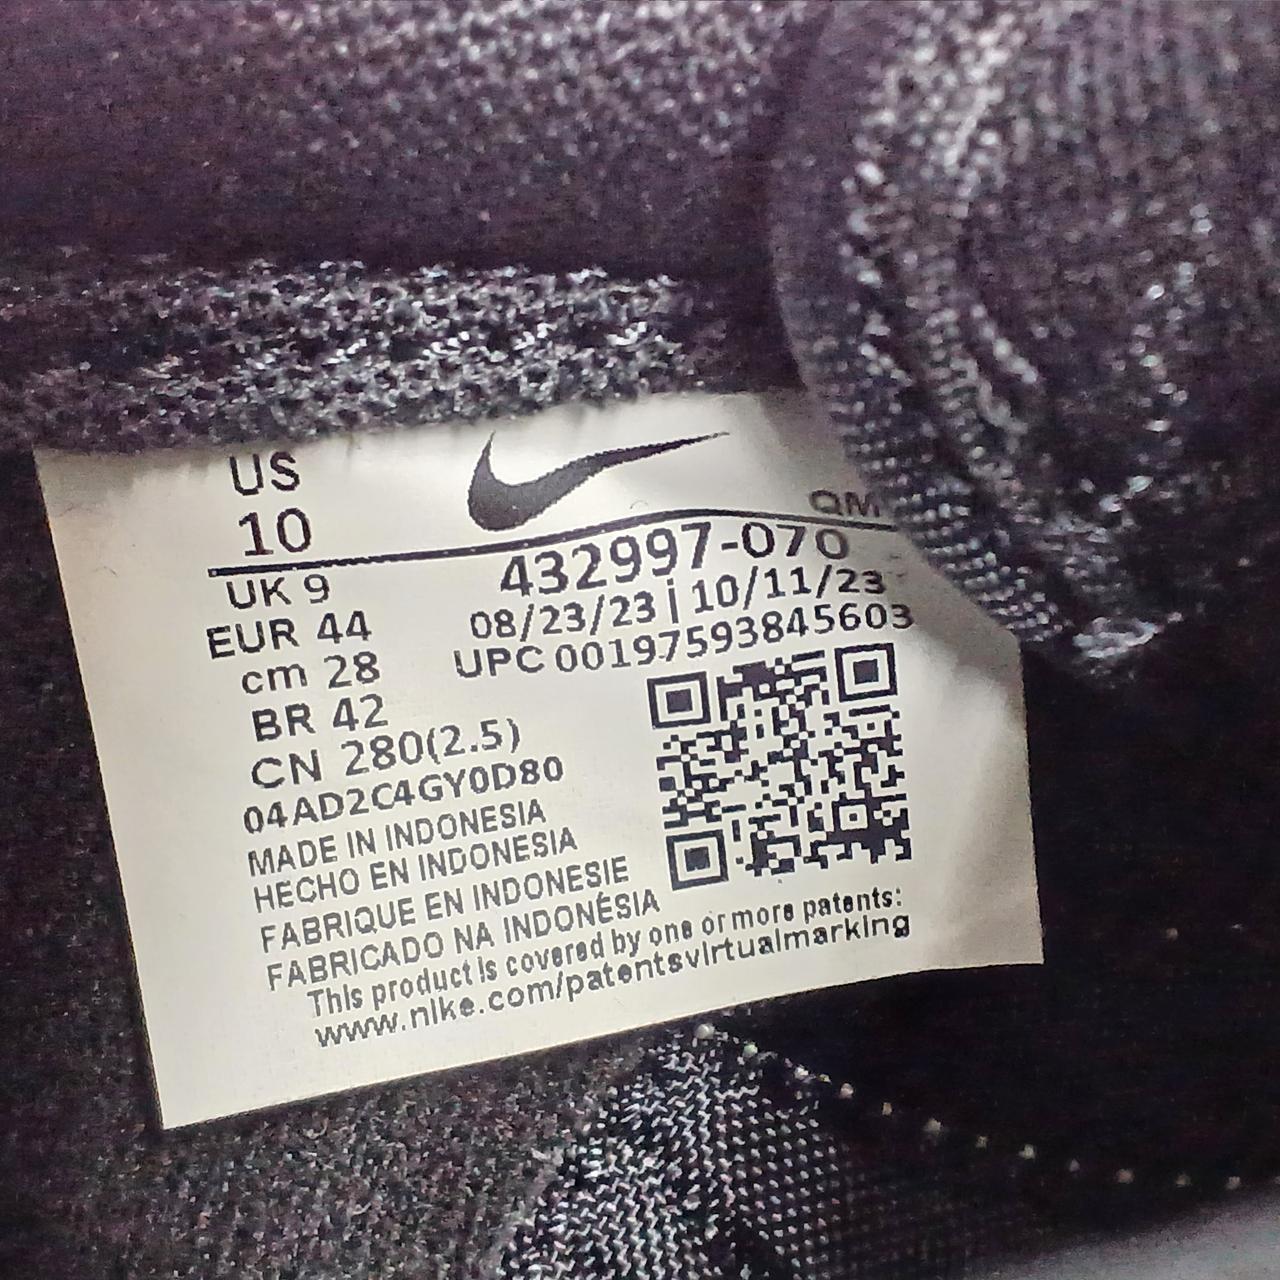 US
10
QM
432997-070
UK 9
08/23/23 | 10/11/23
EUR 44
UPC 00197593845603
cm 28
BR 42
CN 280(2.5)
04AD2C4GY0D80
MADE IN INDONESIA
HECHO EN INDONESIA
FABRIQUE EN INDONESIE
FABRICADO NA INDONÉSIA
This product is covered by one or more patents:
www.nike.com/patentsvirtualmarking